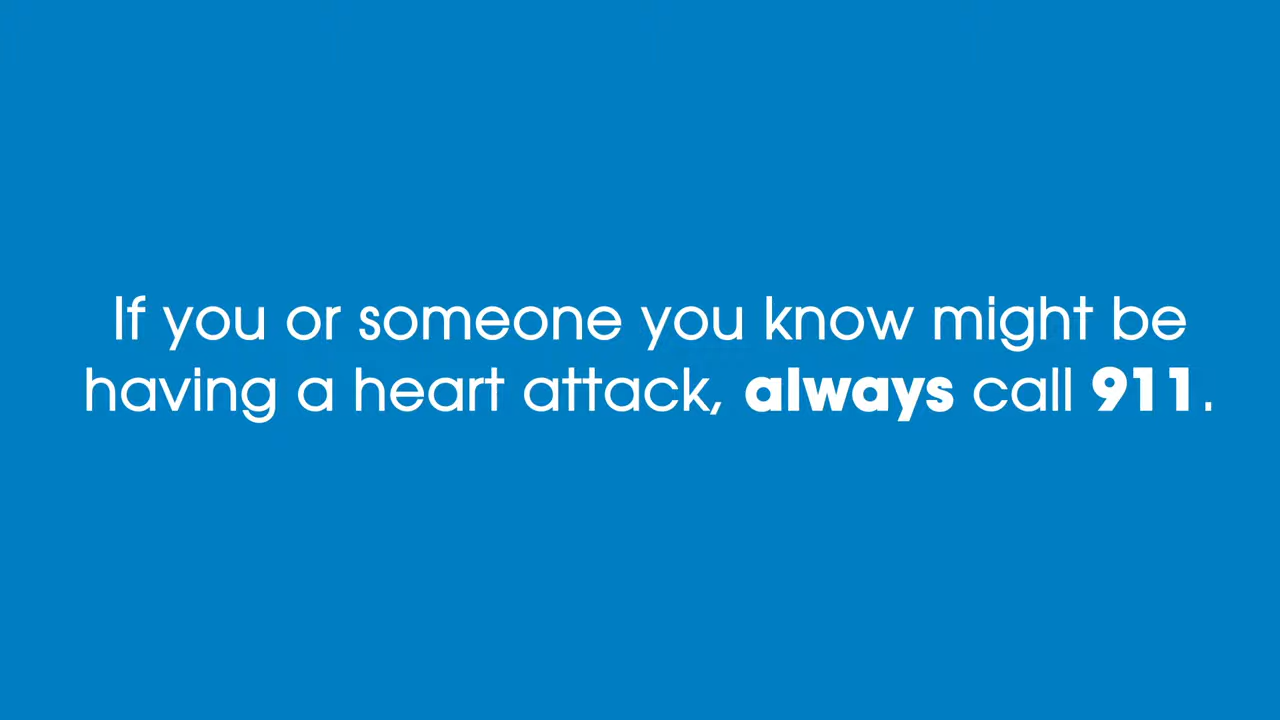 If you or someone you know might be
having a heart attack, always call 911.